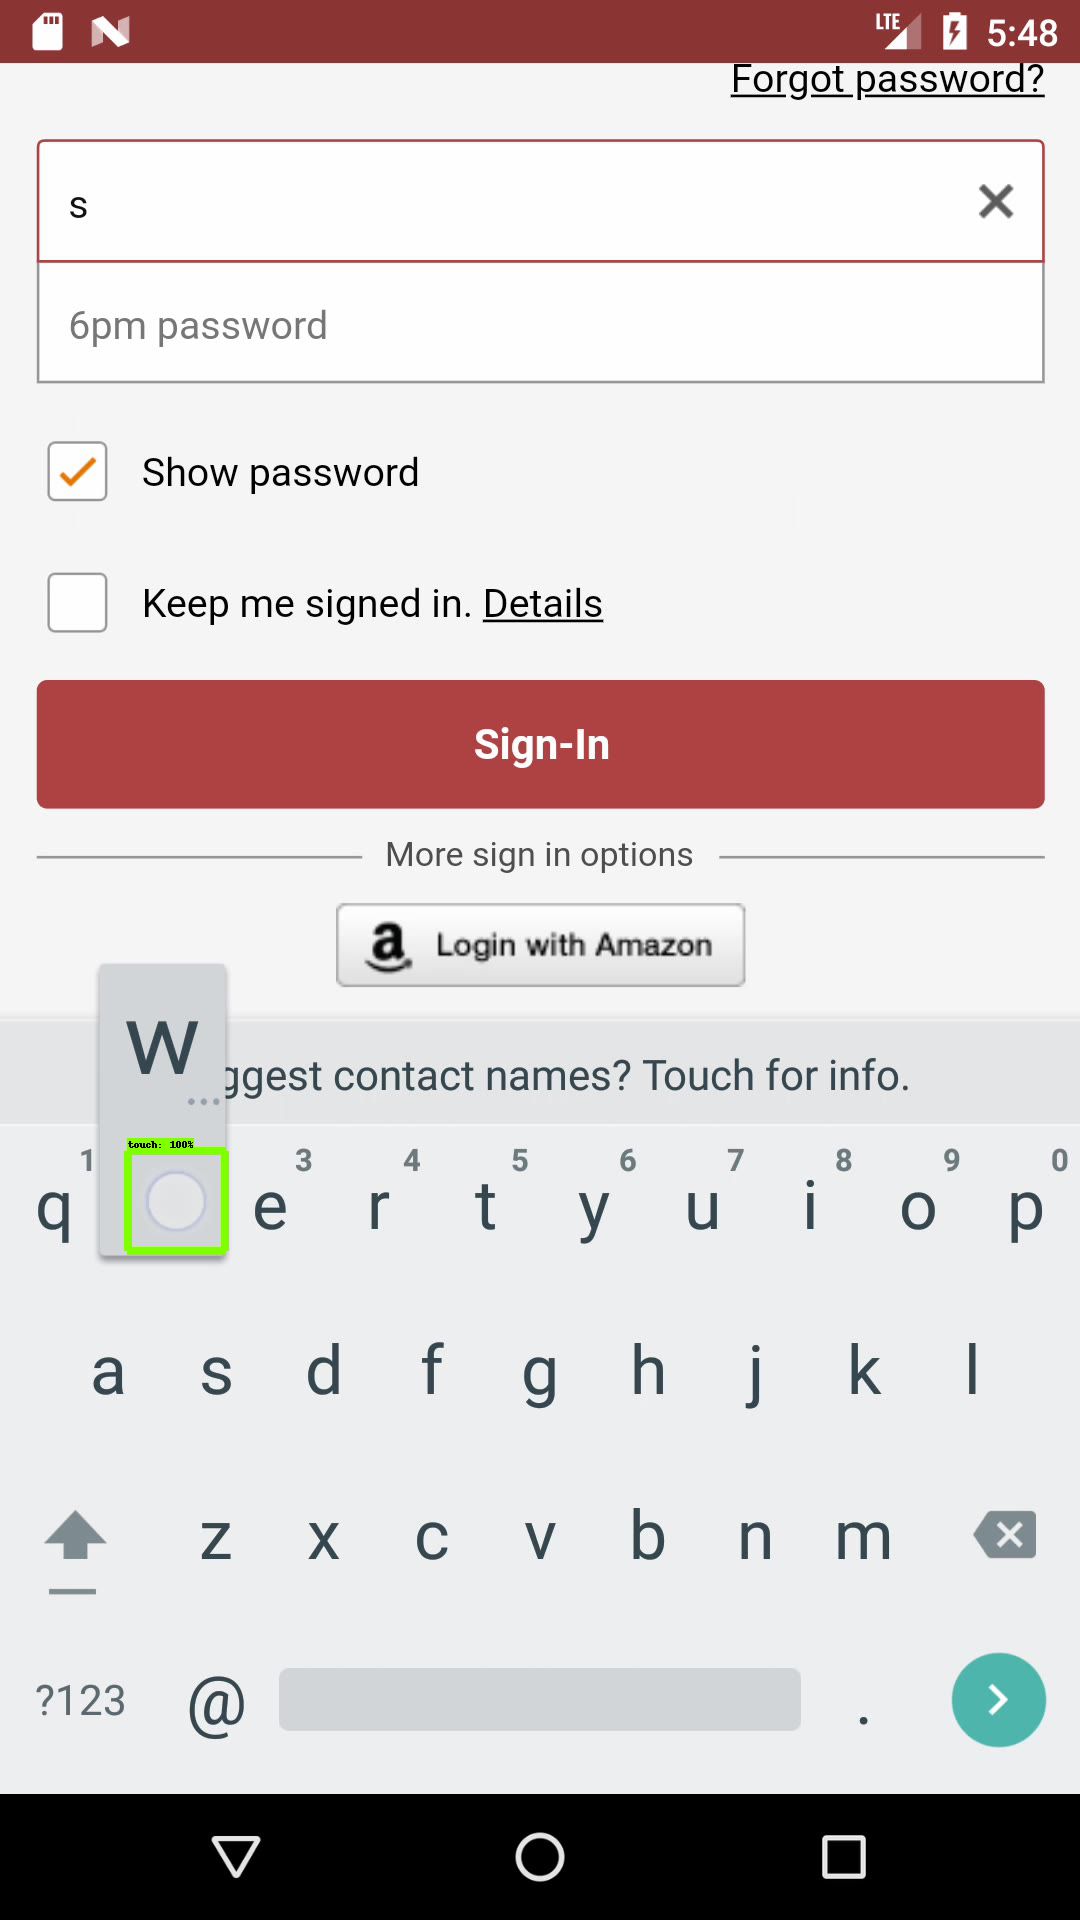 LTE 5:48
Forgot password?
s
6pm password
Show password
Keep me signed in. Details
Sign-In
More sign in options
a Login with Amazon
w
...
ggest contact names? Touch for info.
touch: 100%
1 3 4 5 6 7 8 9 0
q e r t y u i o p
a s d f g h j k l
z x c v b n m
?123 @ .